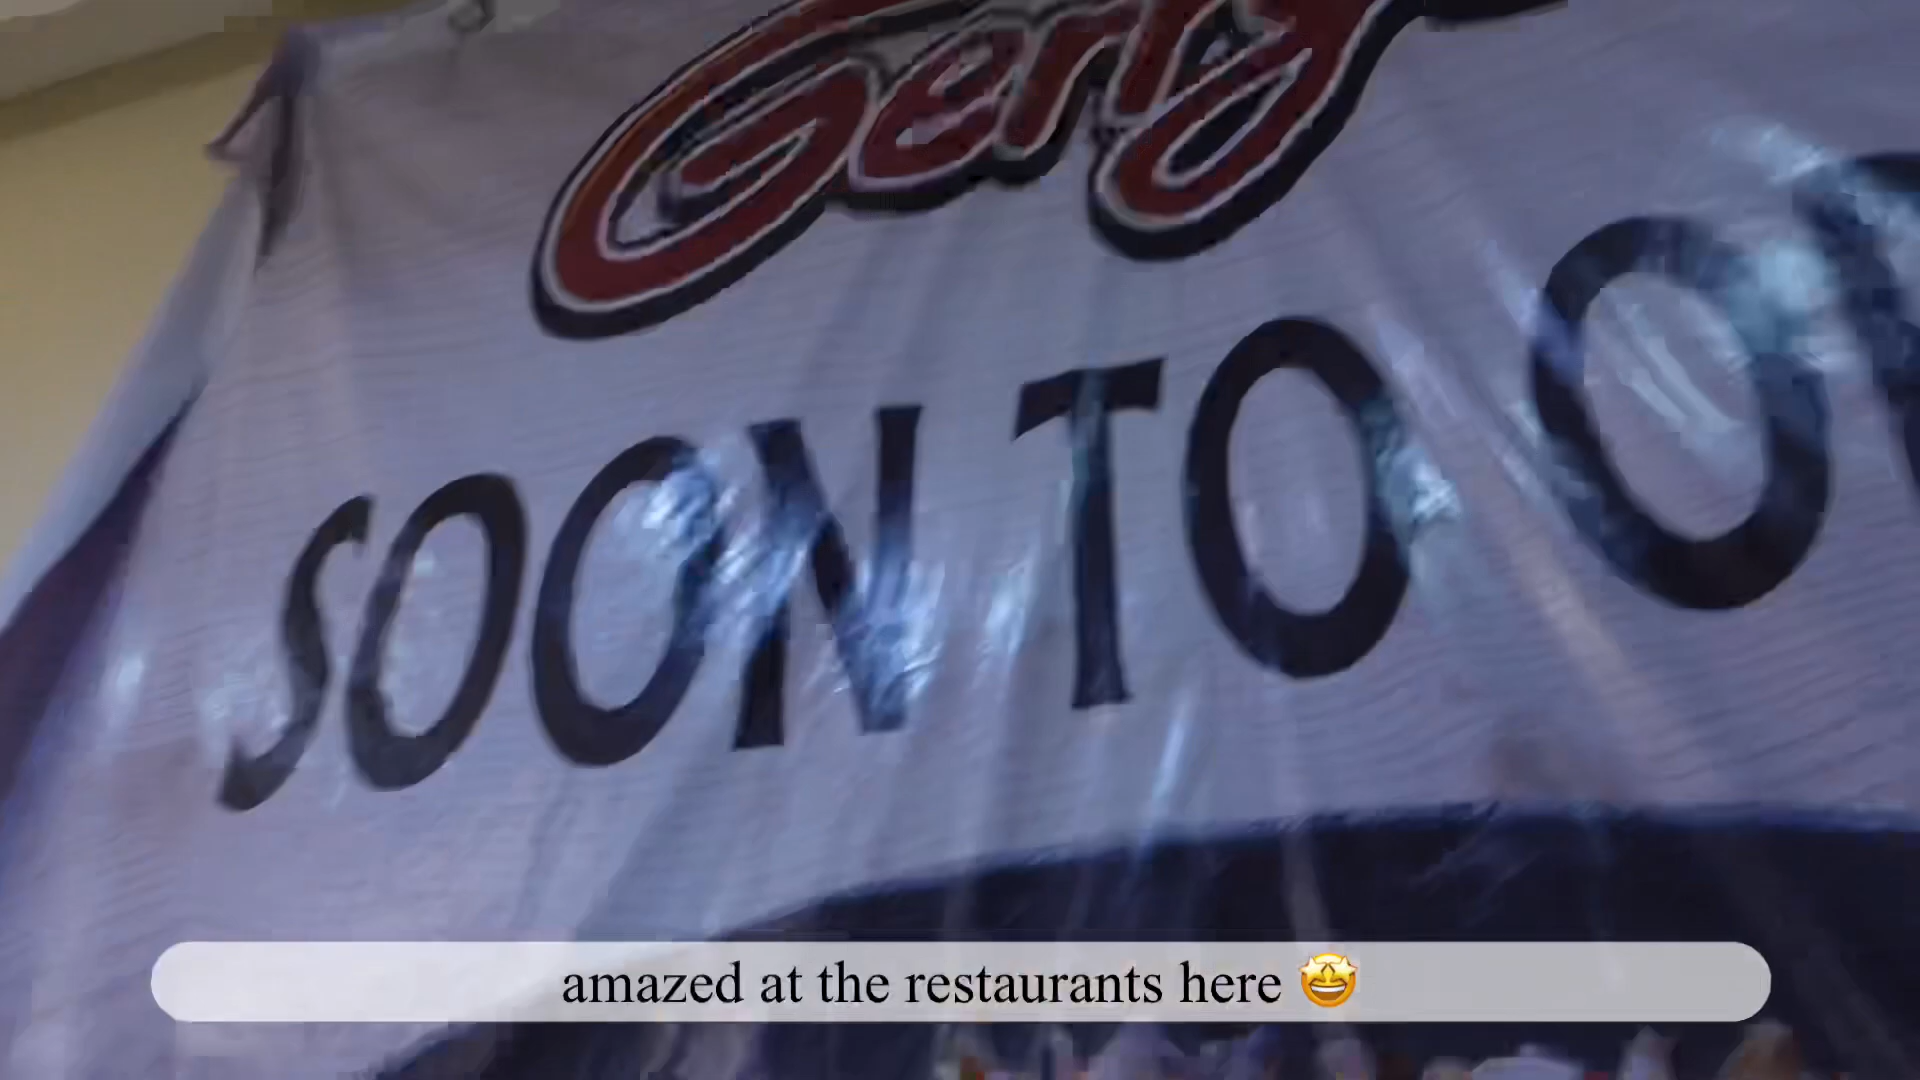 SOON TO
amazed at the restaurants here 🤩